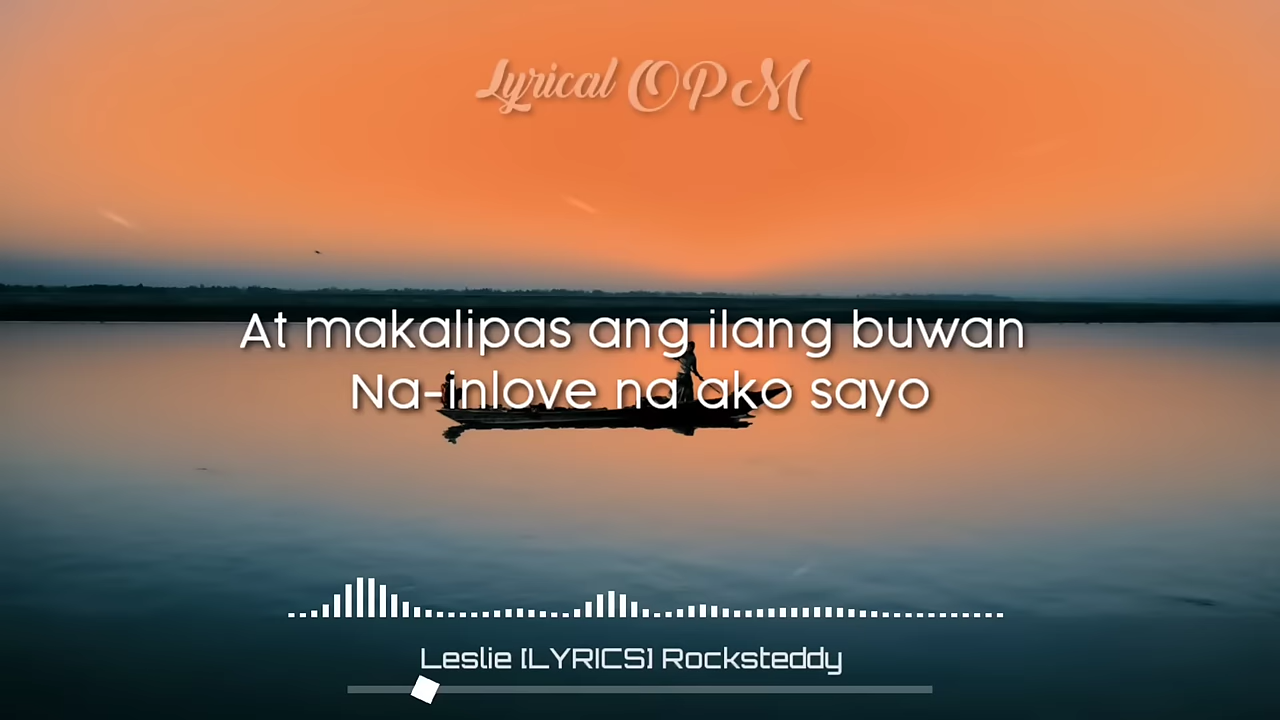 Lyrical OPM
At makalipas ang ilang buwan
Na-inlove na ako sayo
Leslie [LYRICS] Rocksteddy